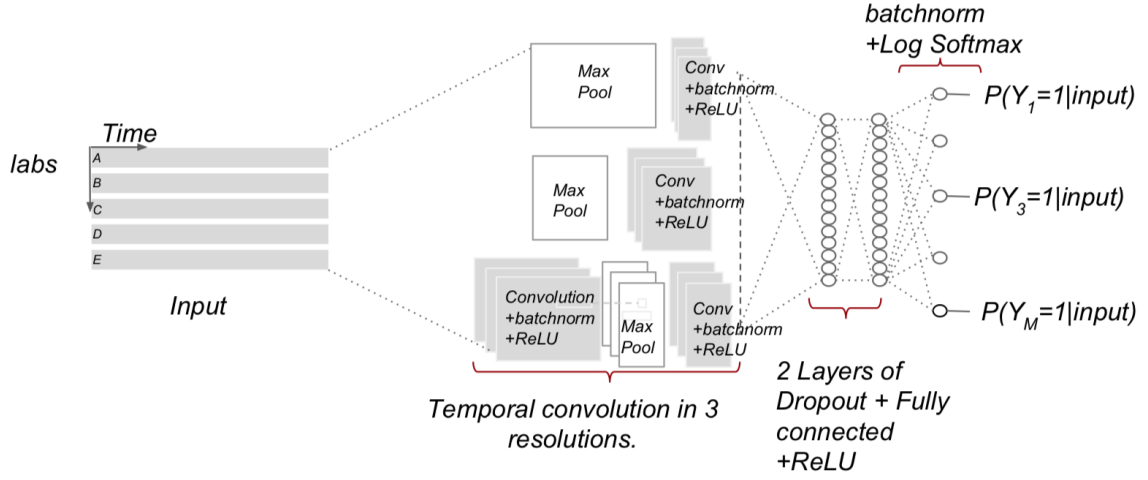 batchnorm
+Log Softmax
Time
labs
A
B
C
D
E
Input
Max
Pool
Conv
+batchnorm
+ReLU
Max
Pool
Conv
+batchnorm
+ReLU
Convolution
+batchnorm
+ReLU
Max
Pool
Conv
+batchnorm
+ReLU
Temporal convolution in 3
resolutions.
2 Layers of
Dropout + Fully
connected
+ReLU
P(Y₁=1|input)
P(Y₃=1|input)
P(Y_M=1|input)